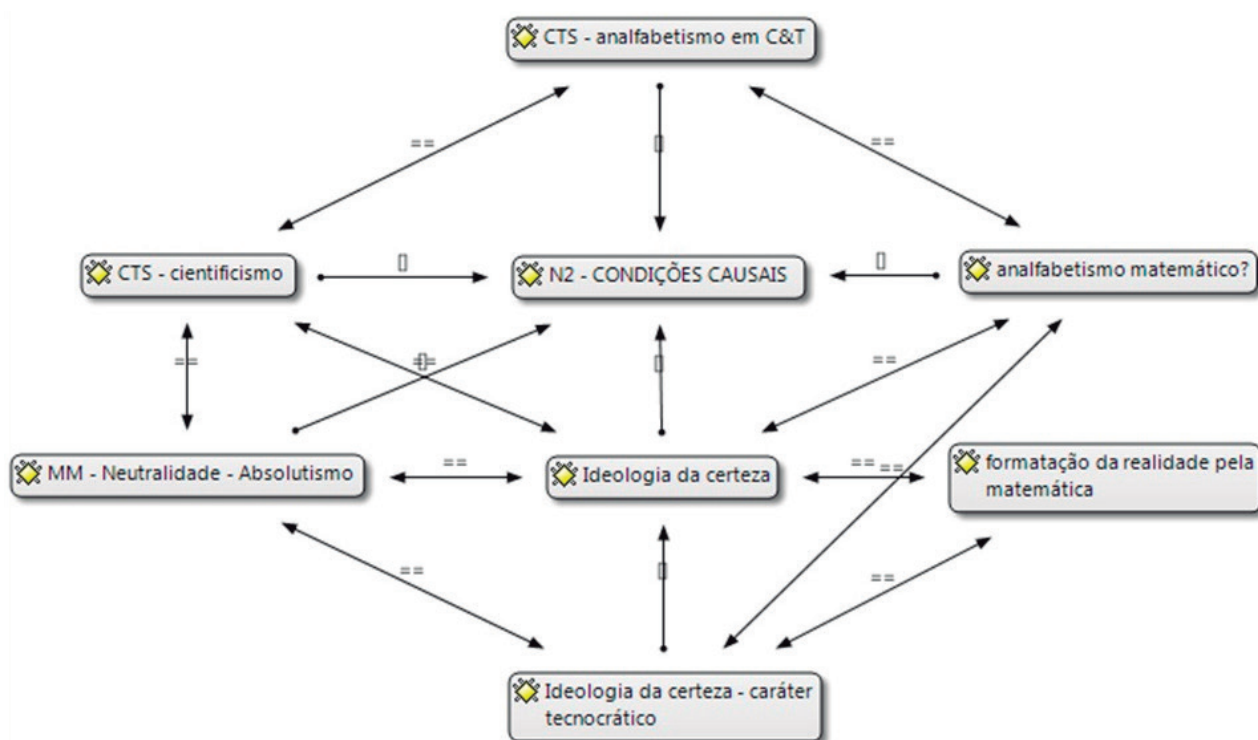 CTS - analfabetismo em C&T
==
▯
==
CTS - cientificismo
▯
N2 - CONDIÇÕES CAUSAIS
▯
analfabetismo matemático?
==
==
▯
▯
==
MM - Neutralidade - Absolutismo
==
Ideologia da certeza
==
==
formatação da realidade pela
matemática
==
▯
==
Ideologia da certeza - caráter
tecnocrático